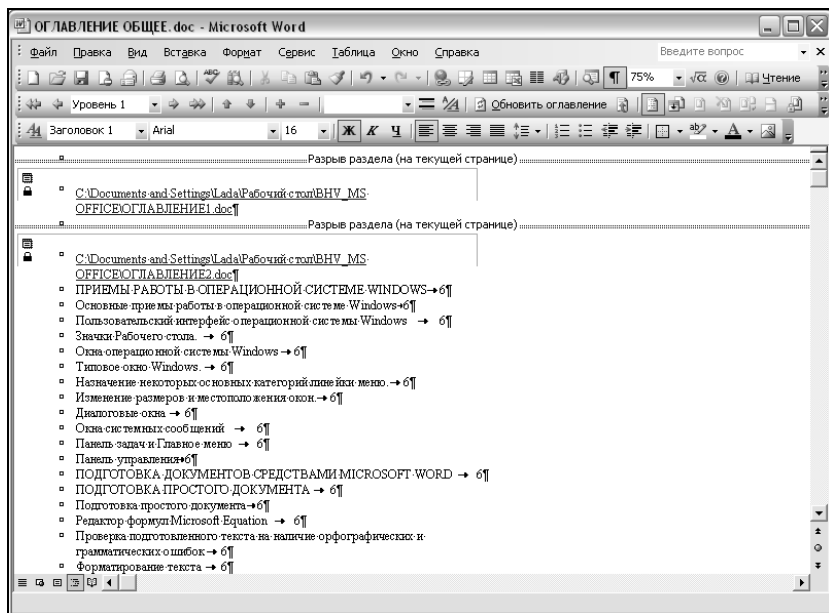 ОГЛАВЛЕНИЕ ОБЩЕЕ.doc - Microsoft Word
Файл Правка Вид Вставка Формат Сервис Таблица Окно Справка Введите вопрос
75% Чтение
Уровень 1 Обновить оглавление
Заголовок 1 Arial 16 Ж К Ч
Разрыв раздела (на текущей странице)
C:\Documents·and·Settings\Lada\Рабочий·стол\BHV_MS·
OFFICE\ОГЛАВЛЕНИЕ1.doc¶
Разрыв раздела (на текущей странице)
C:\Documents·and·Settings\Lada\Рабочий·стол\BHV_MS·
OFFICE\ОГЛАВЛЕНИЕ2.doc¶
ПРИЕМЫ·РАБОТЫ·В·ОПЕРАЦИОННОЙ·СИСТЕМЕ·WINDOWS→6¶
Основные·приемы·работы·в·операционной·системе·Windows→6¶
Пользовательский·интерфейс·операционной·системы·Windows → 6¶
Значки·Рабочего·стола. → 6¶
Окна·операционной·системы·Windows → 6¶
Типовое·окно·Windows. → 6¶
Назначение·некоторых·основных·категорий·линейки·меню.→6¶
Изменение·размеров·и·местоположения·окон.→6¶
Диалоговые·окна → 6¶
Окна·системных·сообщений → 6¶
Панель·задач·и·Главное·меню → 6¶
Панель·управления→6¶
ПОДГОТОВКА·ДОКУМЕНТОВ·СРЕДСТВАМИ·MICROSOFT·WORD → 6¶
ПОДГОТОВКА·ПРОСТОГО·ДОКУМЕНТА → 6¶
Подготовка·простого·документа→6¶
Редактор·формул·Microsoft·Equation → 6¶
Проверка·подготовленного·текста·на·наличие·орфографических·и·
грамматических·ошибок→6¶
Форматирование·текста → 6¶